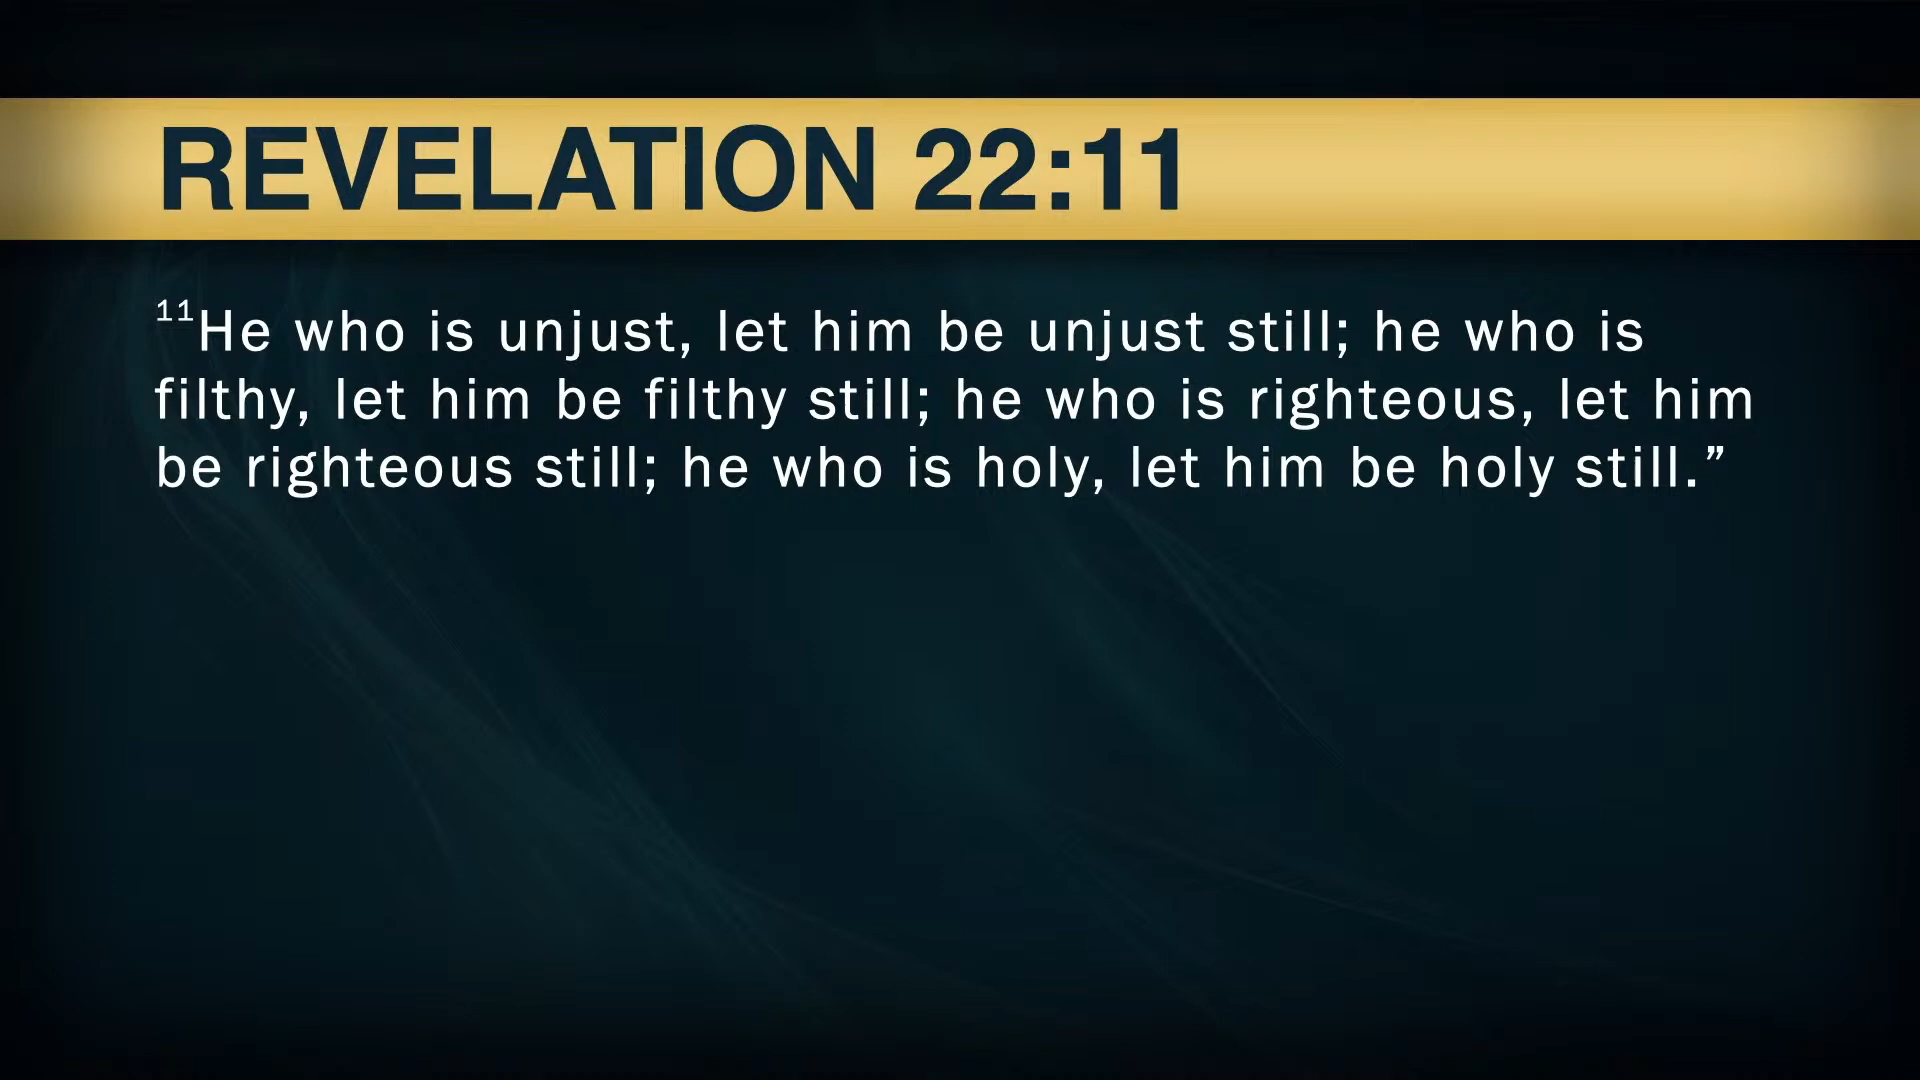 REVELATION 22:11
¹¹He who is unjust, let him be unjust still; he who is
filthy, let him be filthy still; he who is righteous, let him
be righteous still; he who is holy, let him be holy still.”